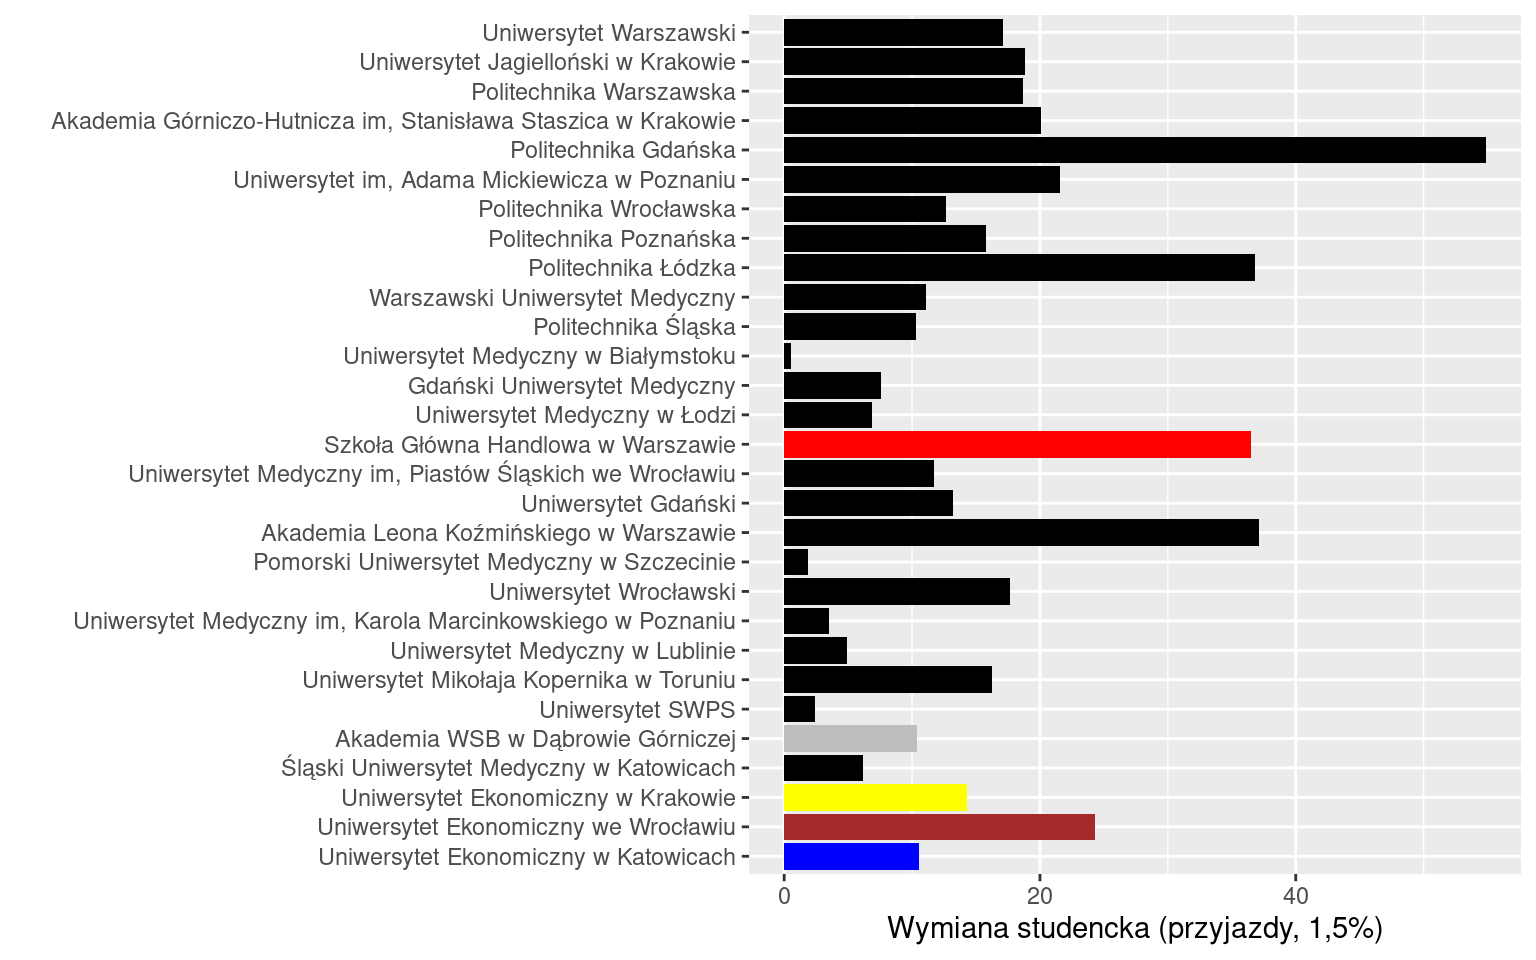 Uniwersytet Warszawski
Uniwersytet Jagielloński w Krakowie
Politechnika Warszawska
Akademia Górniczo-Hutnicza im, Stanisława Staszica w Krakowie
Politechnika Gdańska
Uniwersytet im, Adama Mickiewicza w Poznaniu
Politechnika Wrocławska
Politechnika Poznańska
Politechnika Łódzka
Warszawski Uniwersytet Medyczny
Politechnika Śląska
Uniwersytet Medyczny w Białymstoku
Gdański Uniwersytet Medyczny
Uniwersytet Medyczny w Łodzi
Szkoła Główna Handlowa w Warszawie
Uniwersytet Medyczny im, Piastów Śląskich we Wrocławiu
Uniwersytet Gdański
Akademia Leona Koźmińskiego w Warszawie
Pomorski Uniwersytet Medyczny w Szczecinie
Uniwersytet Wrocławski
Uniwersytet Medyczny im, Karola Marcinkowskiego w Poznaniu
Uniwersytet Medyczny w Lublinie
Uniwersytet Mikołaja Kopernika w Toruniu
Uniwersytet SWPS
Akademia WSB w Dąbrowie Górniczej
Śląski Uniwersytet Medyczny w Katowicach
Uniwersytet Ekonomiczny w Krakowie
Uniwersytet Ekonomiczny we Wrocławiu
Uniwersytet Ekonomiczny w Katowicach
0 20 40
Wymiana studencka (przyjazdy, 1,5%)